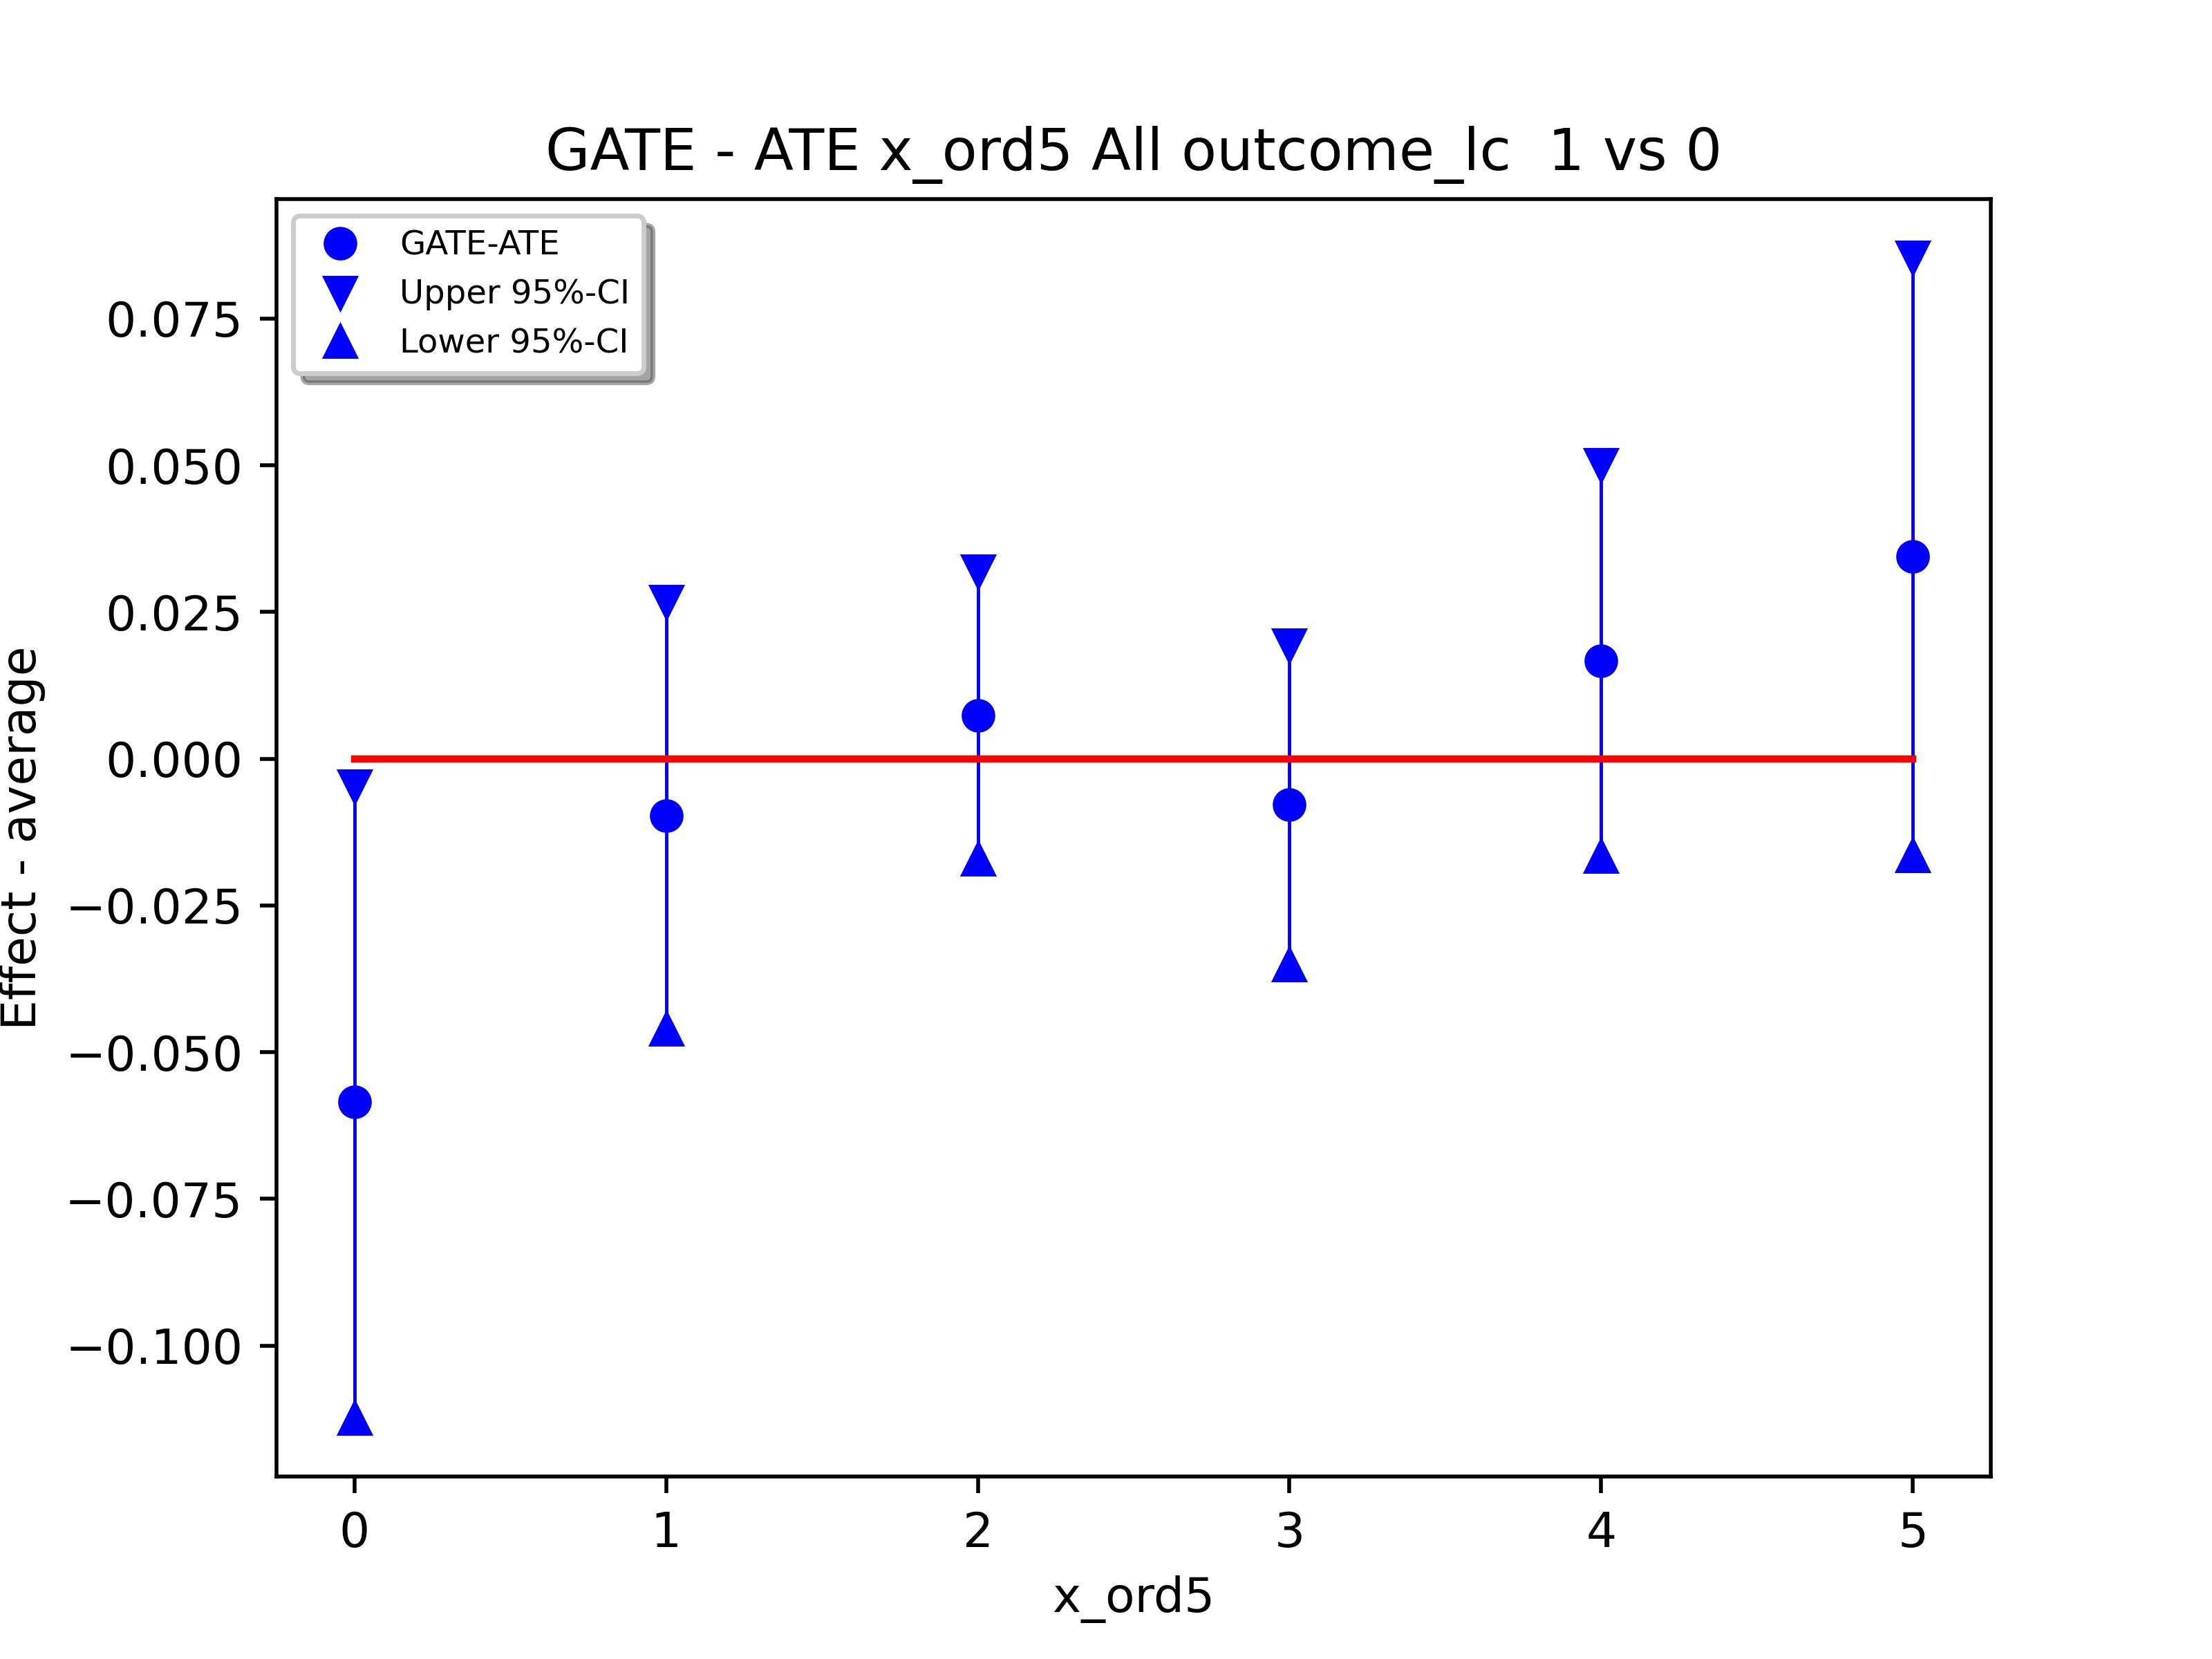 GATE - ATE x_ord5 All outcome_lc  1 vs 0
GATE-ATE
Upper 95%-CI
Lower 95%-CI
0.075
0.050
0.025
0.000
−0.025
−0.050
−0.075
−0.100
Effect - average
0 1 2 3 4 5
x_ord5